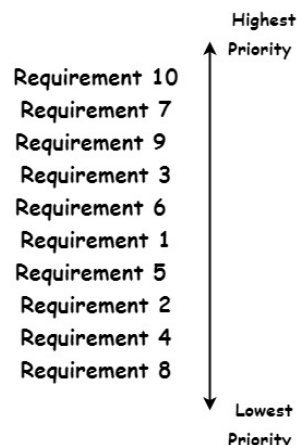 Highest
Priority
Requirement 10
Requirement 7
Requirement 9
Requirement 3
Requirement 6
Requirement 1
Requirement 5
Requirement 2
Requirement 4
Requirement 8
Lowest
Priority